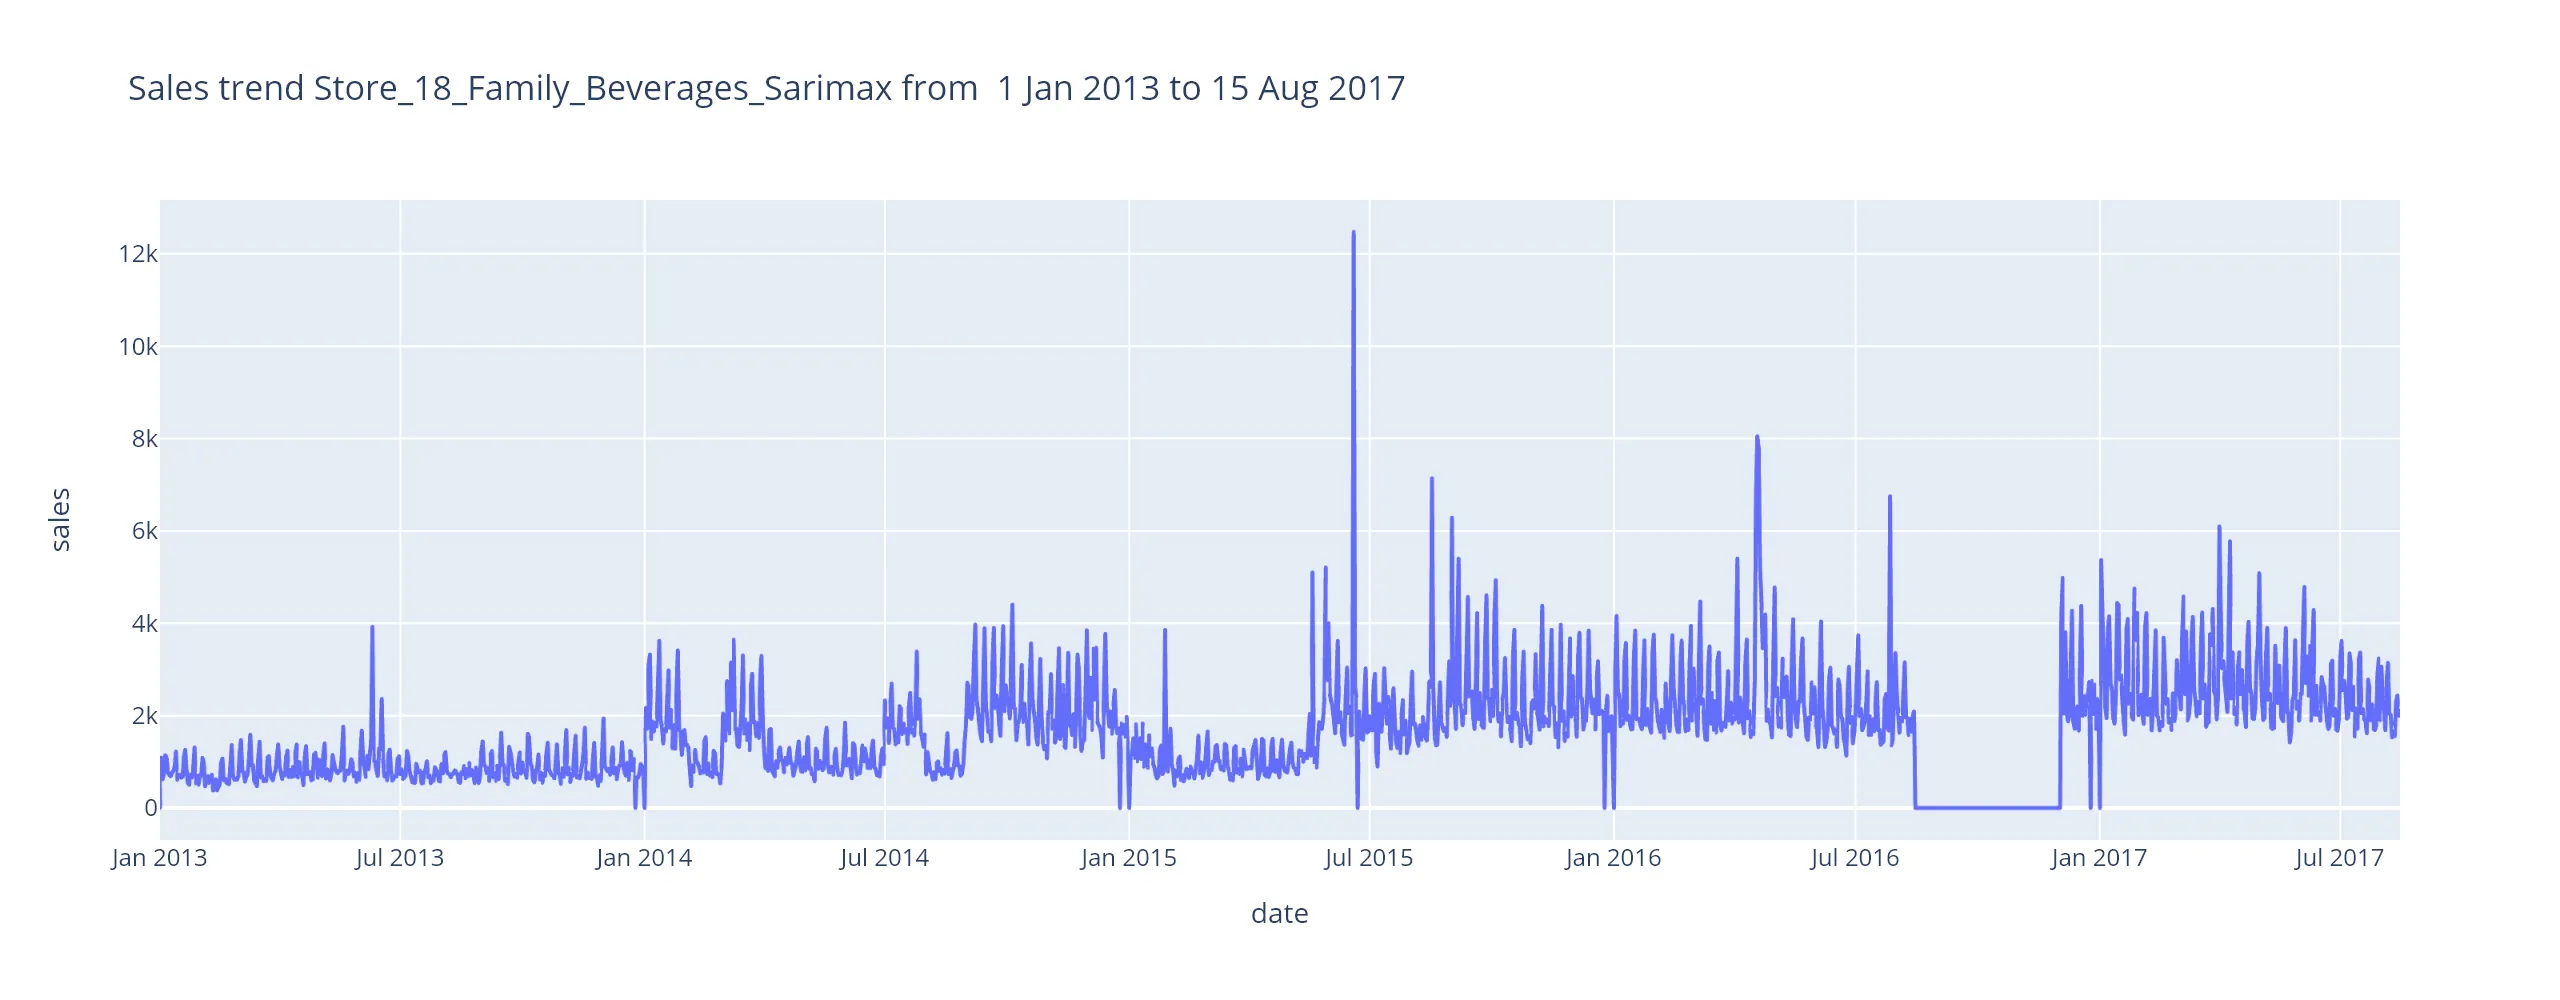 Sales trend Store_18_Family_Beverages_Sarimax from  1 Jan 2013 to 15 Aug 2017
12k
10k
8k
6k
4k
2k
0
sales
Jan 2013 Jul 2013 Jan 2014 Jul 2014 Jan 2015 Jul 2015 Jan 2016 Jul 2016 Jan 2017 Jul 2017
date